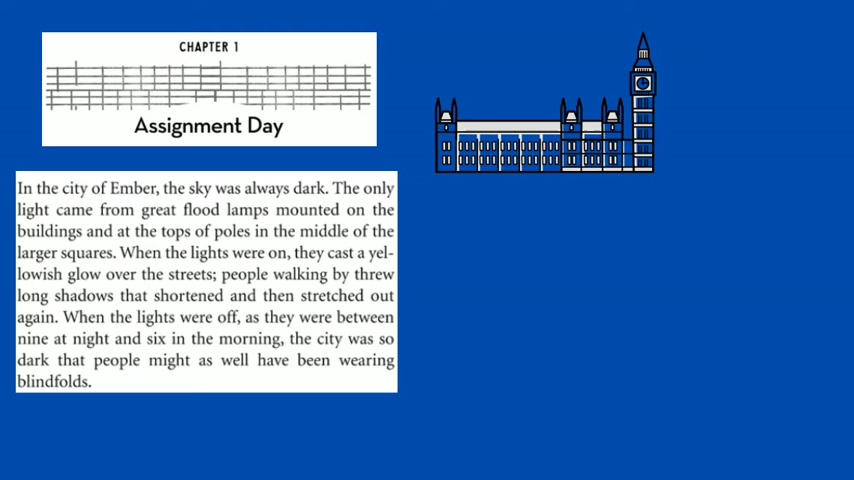 CHAPTER 1
Assignment Day
In the city of Ember, the sky was always dark. The only
light came from great flood lamps mounted on the
buildings and at the tops of poles in the middle of the
larger squares. When the lights were on, they cast a yel-
lowish glow over the streets; people walking by threw
long shadows that shortened and then stretched out
again. When the lights were off, as they were between
nine at night and six in the morning, the city was so
dark that people might as well have been wearing
blindfolds.